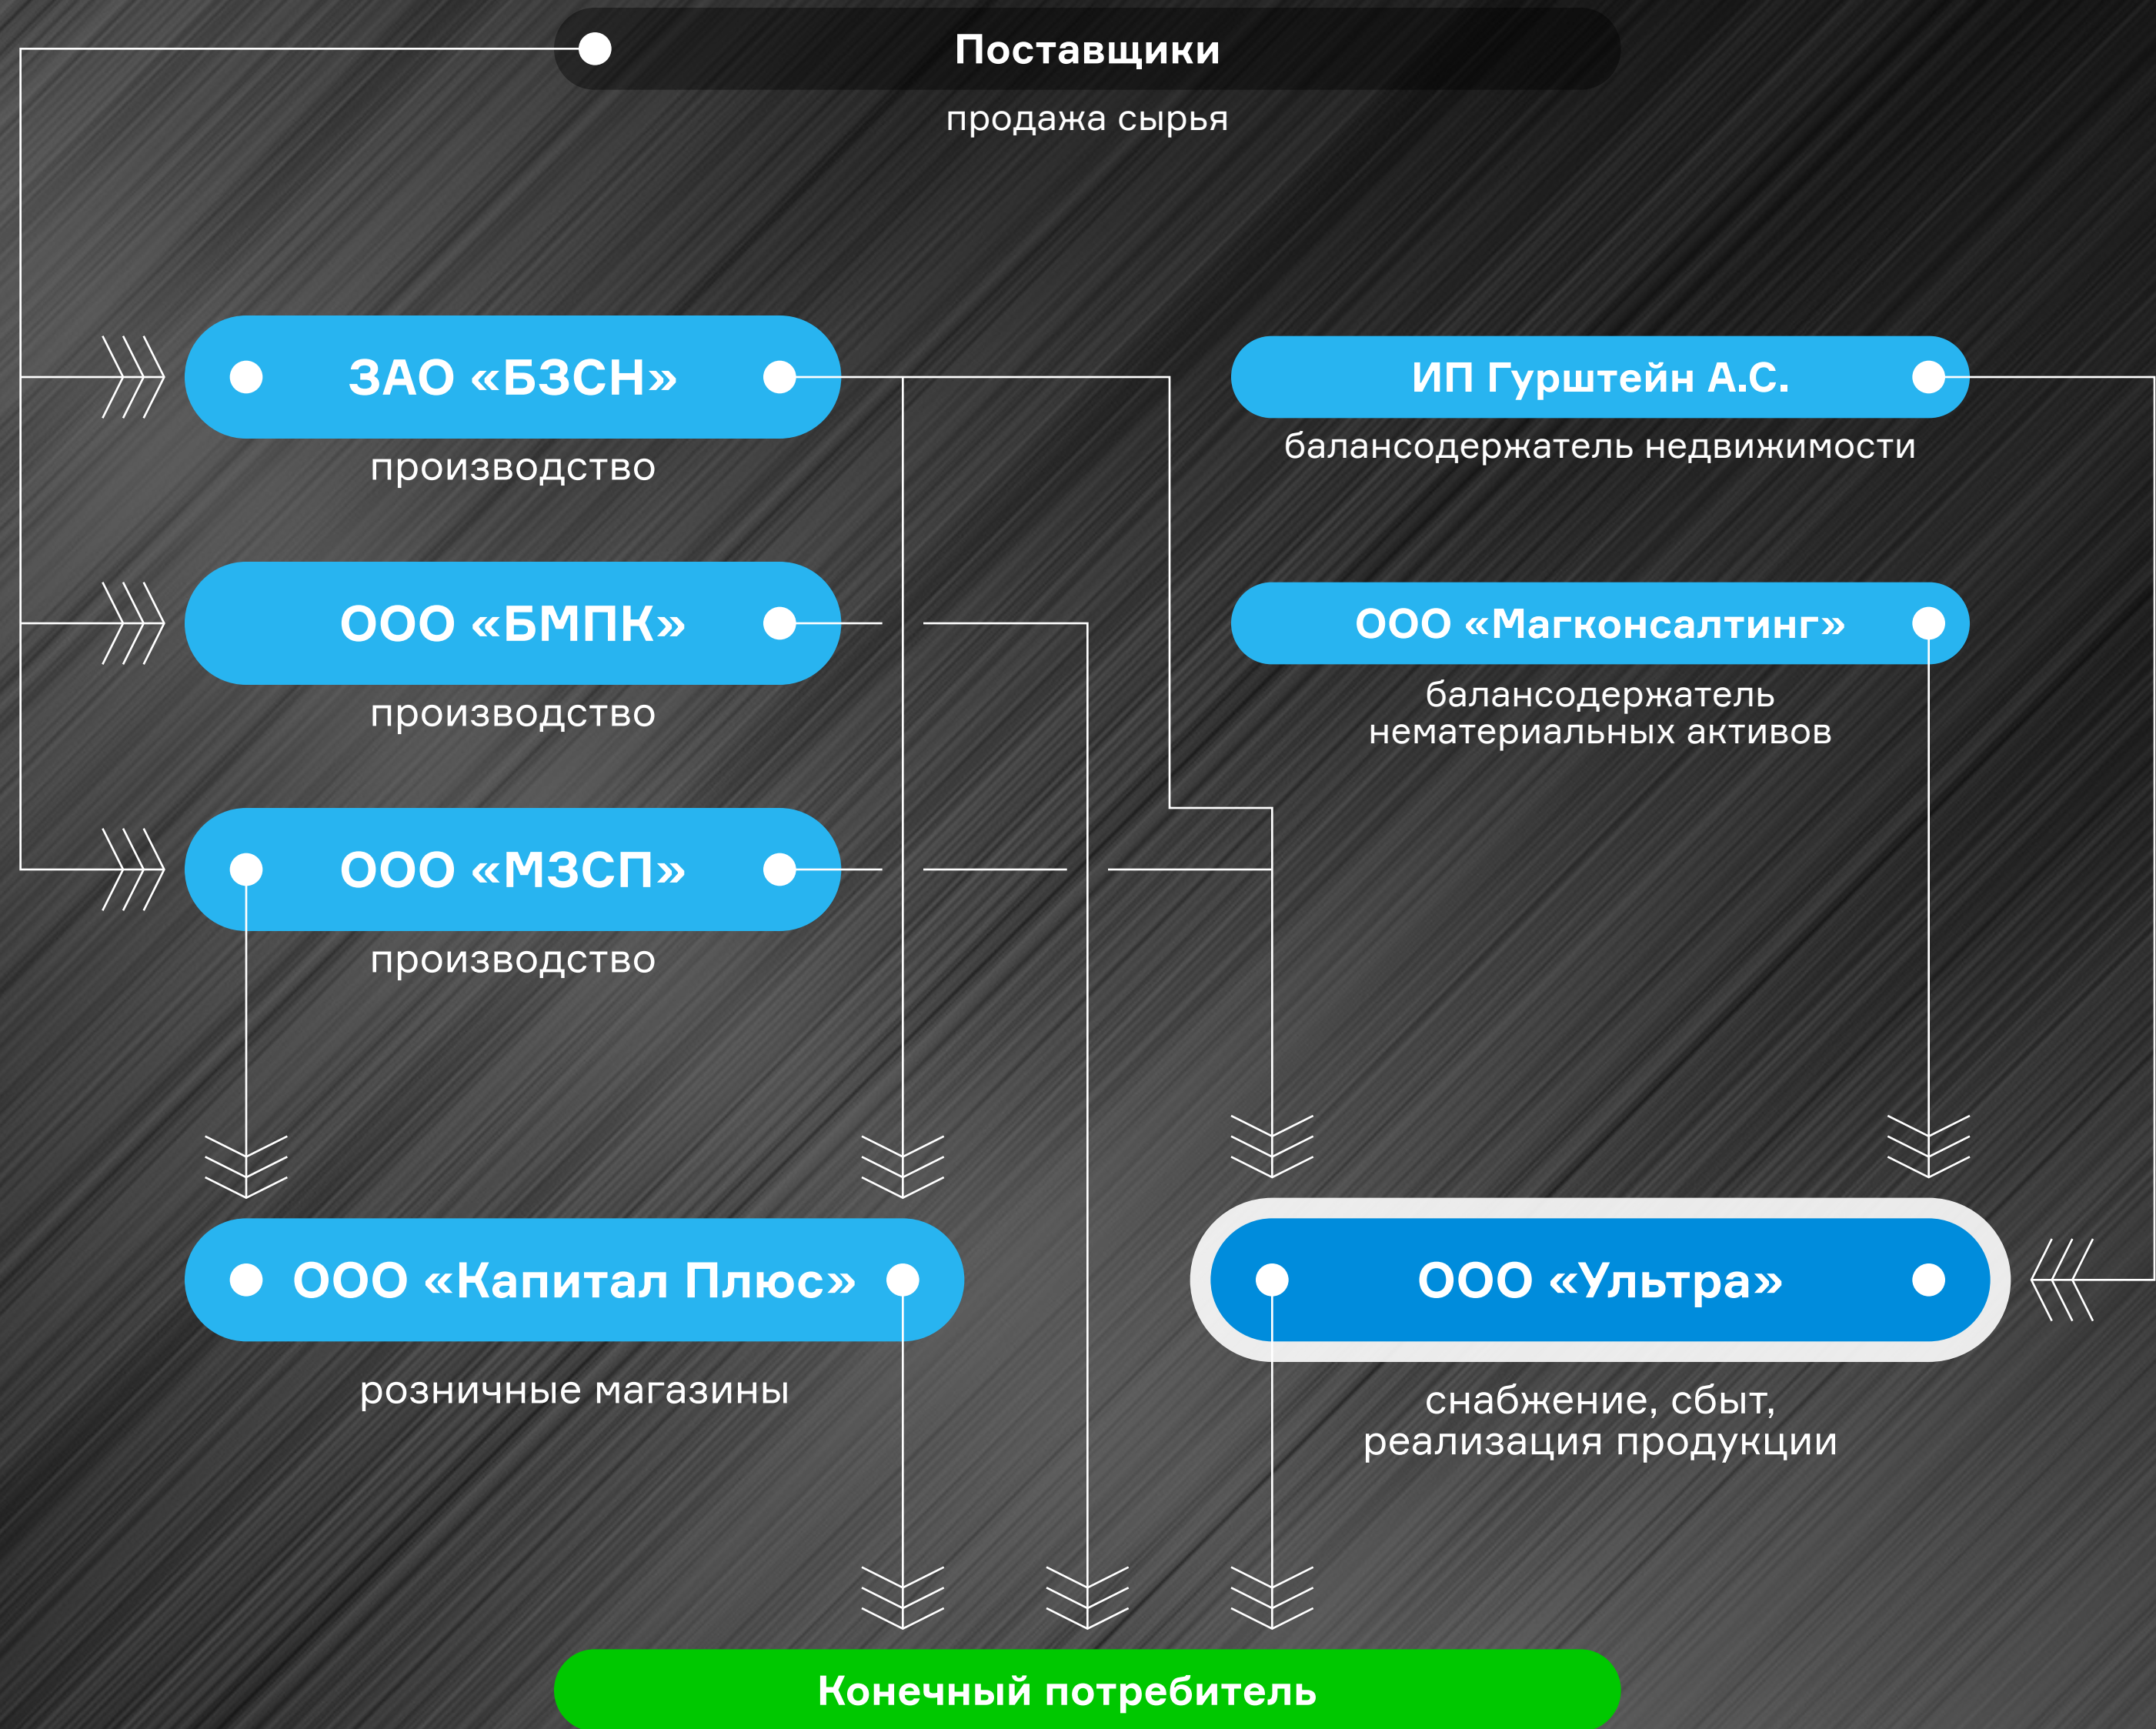 Поставщики
продажа сырья
ЗАО «БЗСН»
производство
ИП Гурштейн А.С.
балансодержатель недвижимости
ООО «БМПК»
производство
ООО «Магконсалтинг»
балансодержатель
нематериальных активов
ООО «МЗСП»
производство
ООО «Капитал Плюс»
розничные магазины
ООО «Ультра»
снабжение, сбыт,
реализация продукции
Конечный потребитель